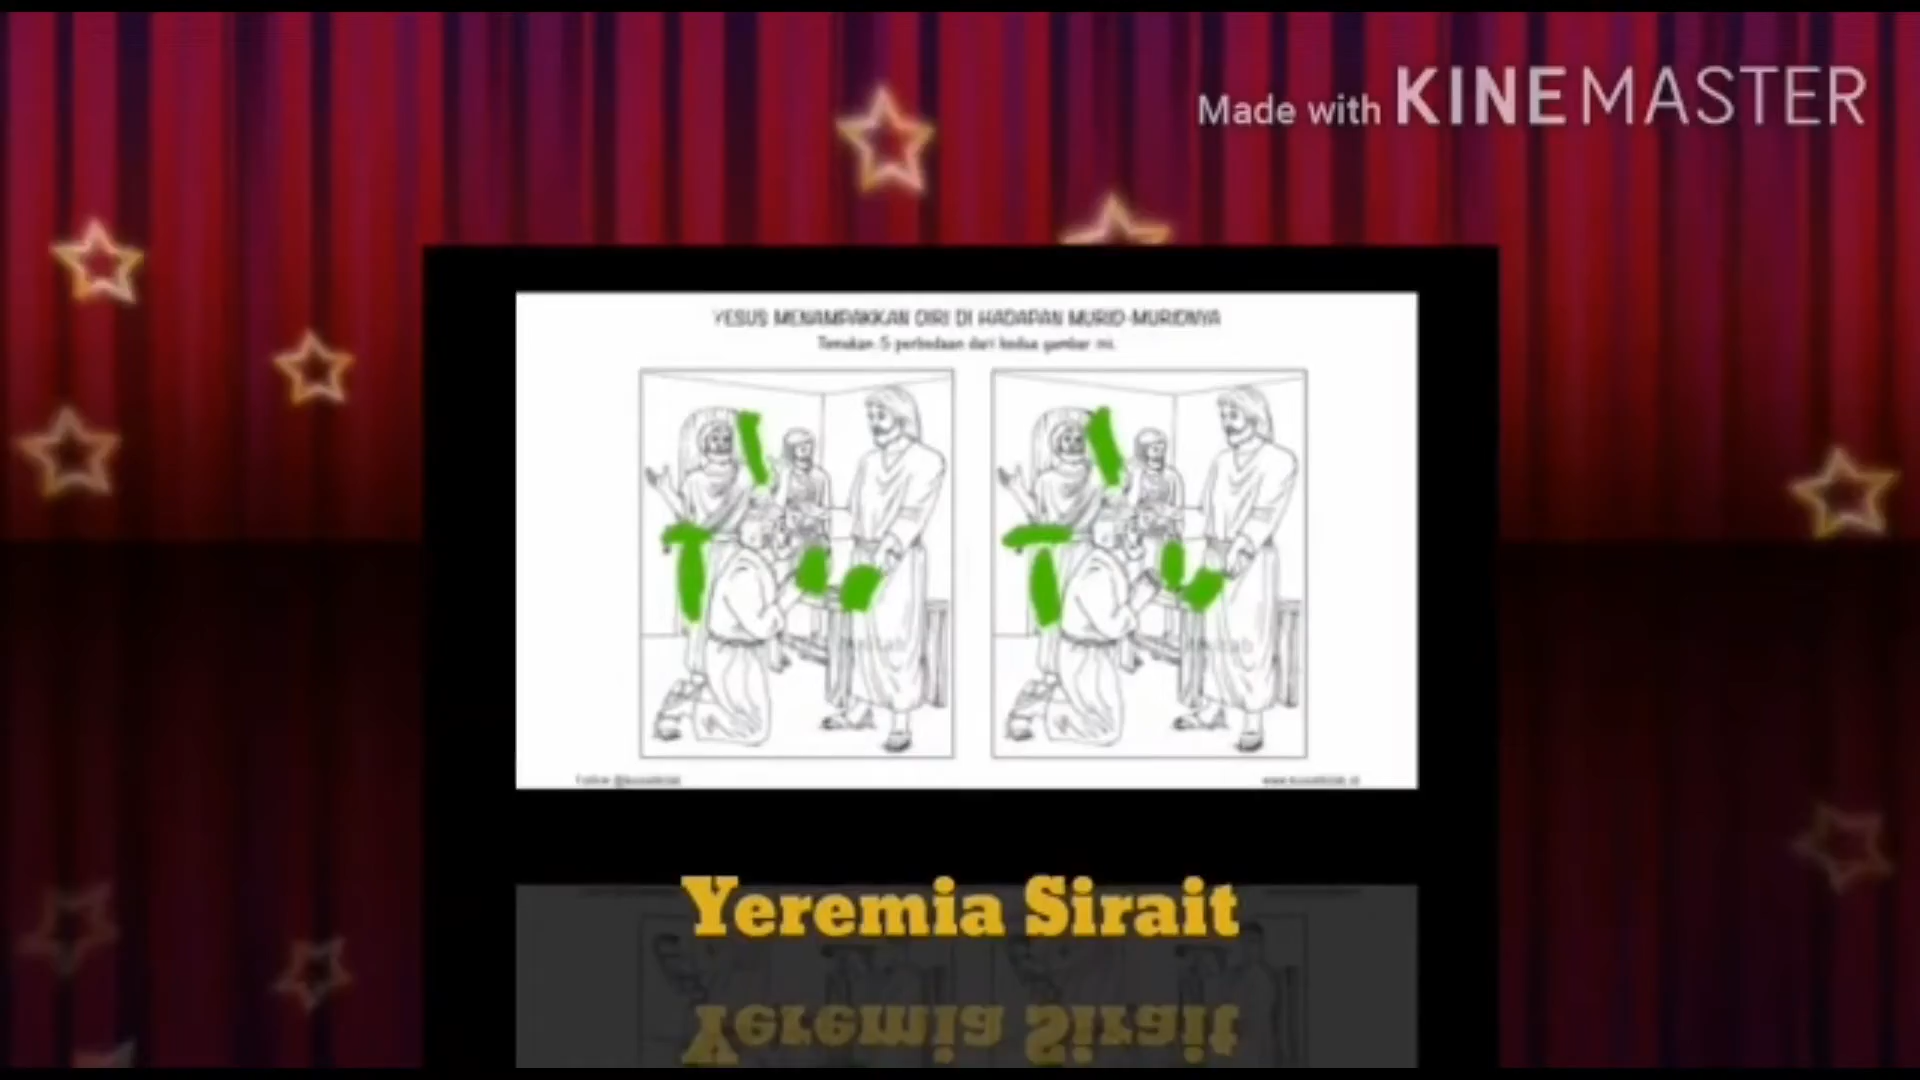 Made with KINEMASTER
YESUS MENAMPAKKAN DIRI DI HADAPAN MURID-MURIDNYA
Temukan 5 perbedaan dari kedua gambar ini.
Yeremia Sirait